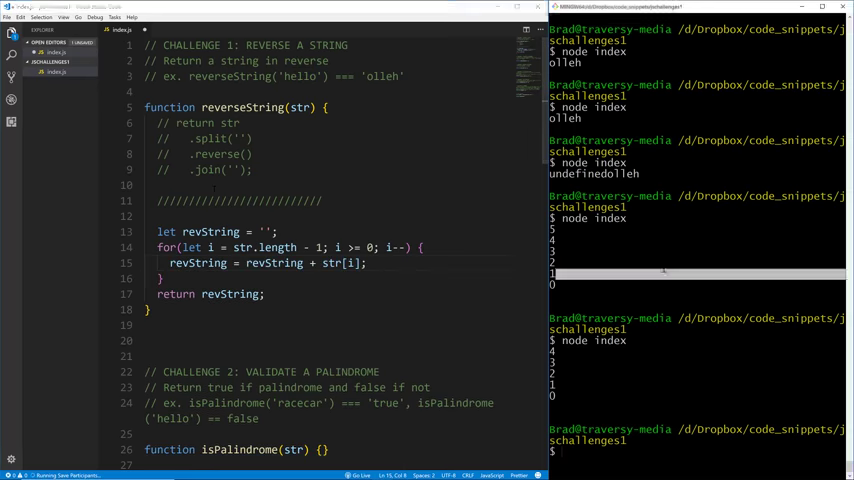 index.js - jschallenges1 - Visual Studio Code
File Edit Selection View Go Debug Tasks Help
EXPLORER
OPEN EDITORS 1 UNSAVED
index.js
JSCHALLENGES1
index.js
index.js
1 // CHALLENGE 1: REVERSE A STRING
2 // Return a string in reverse
3 // ex. reverseString('hello') === 'olleh'
4
5 function reverseString(str) {
6 // return str
7 // .split('')
8 // .reverse()
9 // .join('');
10
11 //////////////////////////
12
13 let revString = '';
14 for(let i = str.length - 1; i >= 0; i--) {
15 revString = revString + str[i];
16 }
17 return revString;
18 }
19
20
21
22 // CHALLENGE 2: VALIDATE A PALINDROME
23 // Return true if palindrome and false if not
24 // ex. isPalindrome('racecar') === 'true', isPalindrome
('hello') == false
25
26 function isPalindrome(str) {}
27
0 0 Running Save Participants...
Go Live Ln 15, Col 8 Spaces: 2 UTF-8 CRLF JavaScript Prettier
Brad@traversy-media /d/Dropbox/code_snippets/j
schallenges1
$ node index
olleh
Brad@traversy-media /d/Dropbox/code_snippets/j
schallenges1
$ node index
olleh
Brad@traversy-media /d/Dropbox/code_snippets/j
schallenges1
$ node index
undefinedolleh
Brad@traversy-media /d/Dropbox/code_snippets/j
schallenges1
$ node index
5
4
3
2
1
0
Brad@traversy-media /d/Dropbox/code_snippets/j
schallenges1
$ node index
4
3
2
1
0
Brad@traversy-media /d/Dropbox/code_snippets/j
schallenges1
$